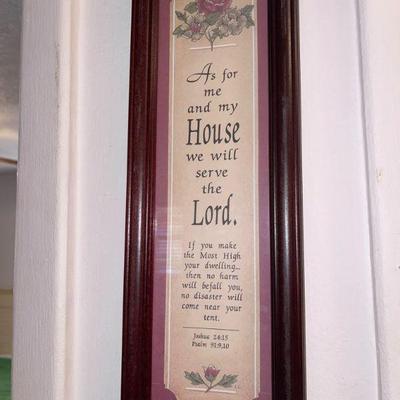 As for
me
and my
House
we will
serve
the
Lord.
If you make
the Most High
your dwelling...
then no harm
will befall you,
no disaster will
come near your
tent.
Joshua 24:15
Psalm 91:9,10